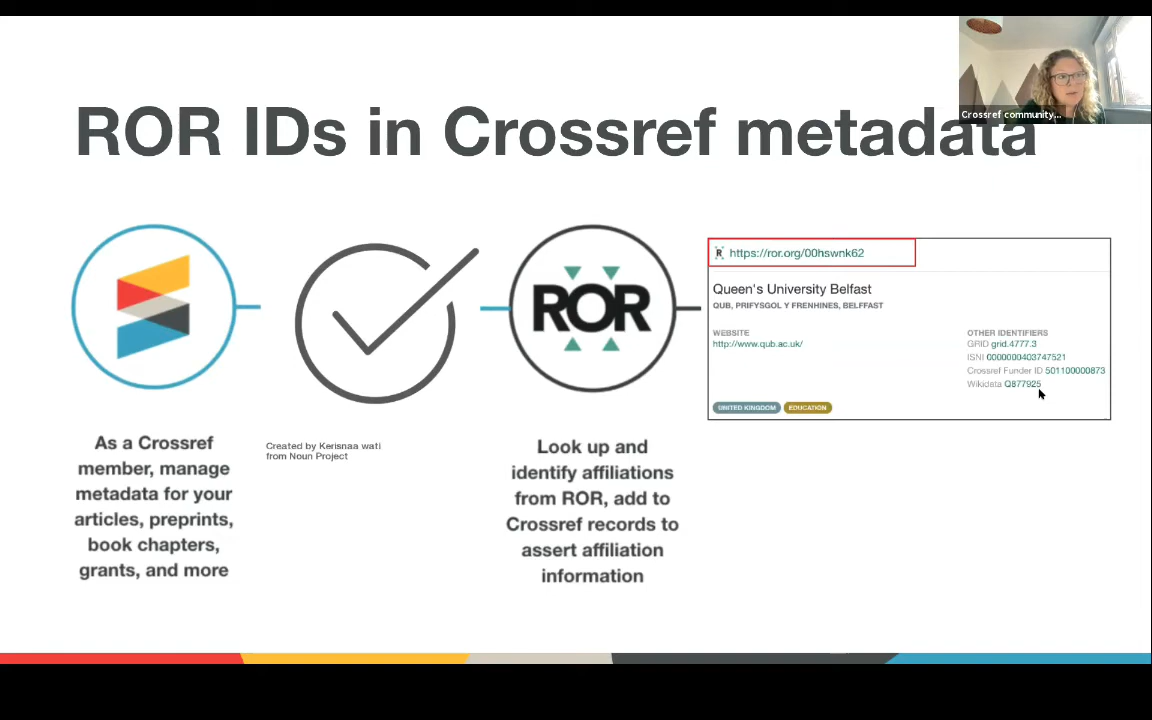 ROR IDs in Crossref metadata
Crossref community...
As a Crossref
member, manage
metadata for your
articles, preprints,
book chapters,
grants, and more
Created by Kerisnaa wati
from Noun Project
ROR
Look up and
identify affiliations
from ROR, add to
Crossref records to
assert affiliation
information
R https://ror.org/00hswnk62
Queen's University Belfast
QUB, PRIFYSGOL Y FRENHINES, BELFFAST
WEBSITE
http://www.qub.ac.uk/
OTHER IDENTIFIERS
GRID grid.4777.3
ISNI 0000000403747521
Crossref Funder ID 501100000873
Wikidata Q877925
UNITED KINGDOM EDUCATION